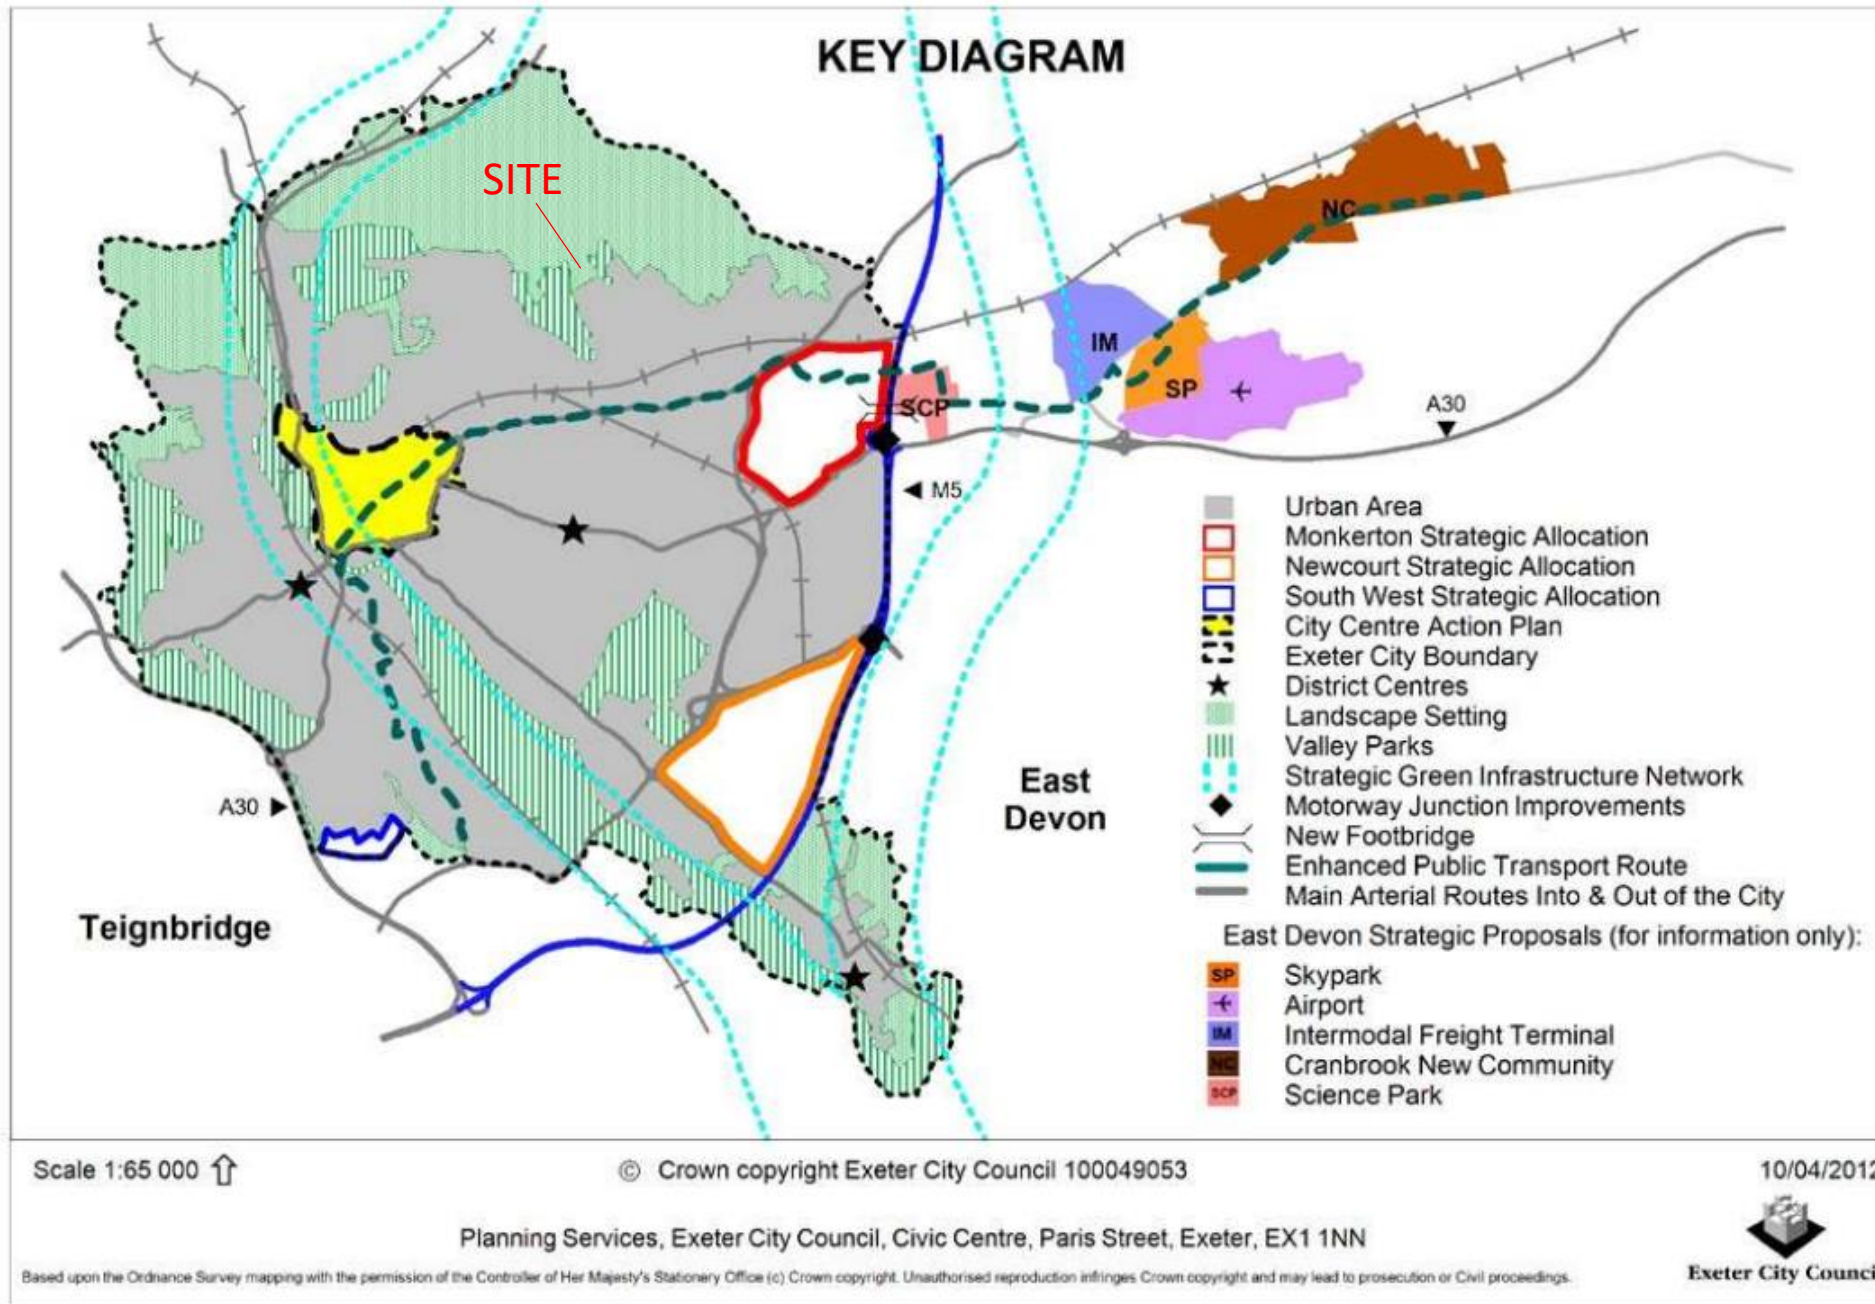 KEY DIAGRAM
SITE
NC
IM
SP
SCP
A30
M5
A30
East
Devon
Teignbridge
Urban Area
Monkerton Strategic Allocation
Newcourt Strategic Allocation
South West Strategic Allocation
City Centre Action Plan
Exeter City Boundary
District Centres
Landscape Setting
Valley Parks
Strategic Green Infrastructure Network
Motorway Junction Improvements
New Footbridge
Enhanced Public Transport Route
Main Arterial Routes Into & Out of the City
East Devon Strategic Proposals (for information only):
SP Skypark
Airport
IM Intermodal Freight Terminal
NC Cranbrook New Community
SCP Science Park
Scale 1:65 000
© Crown copyright Exeter City Council 100049053
10/04/2012
Planning Services, Exeter City Council, Civic Centre, Paris Street, Exeter, EX1 1NN
Based upon the Ordnance Survey mapping with the permission of the Controller of Her Majesty's Stationery Office (c) Crown copyright. Unauthorised reproduction infringes Crown copyright and may lead to prosecution or Civil proceedings.
Exeter City Counci